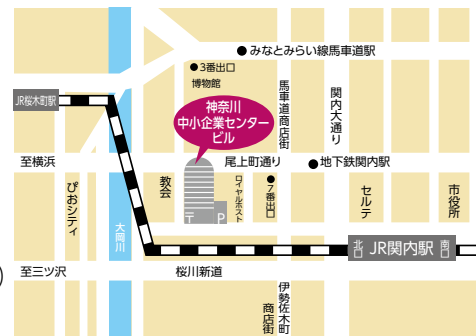 みなとみらい線馬車道駅
3番出口
博物館
JR桜木町駅
神奈川
中小企業センター
ビル
馬車道商店街
関内大通り
至横浜
尾上町通り
地下鉄関内駅
ぴおシティ
大岡川
教会
〒
P
ロイヤルホスト
7番出口
セルテ
市役所
北口
JR関内駅
南口
至三ツ沢
桜川新道
伊勢佐木町
商店街
)